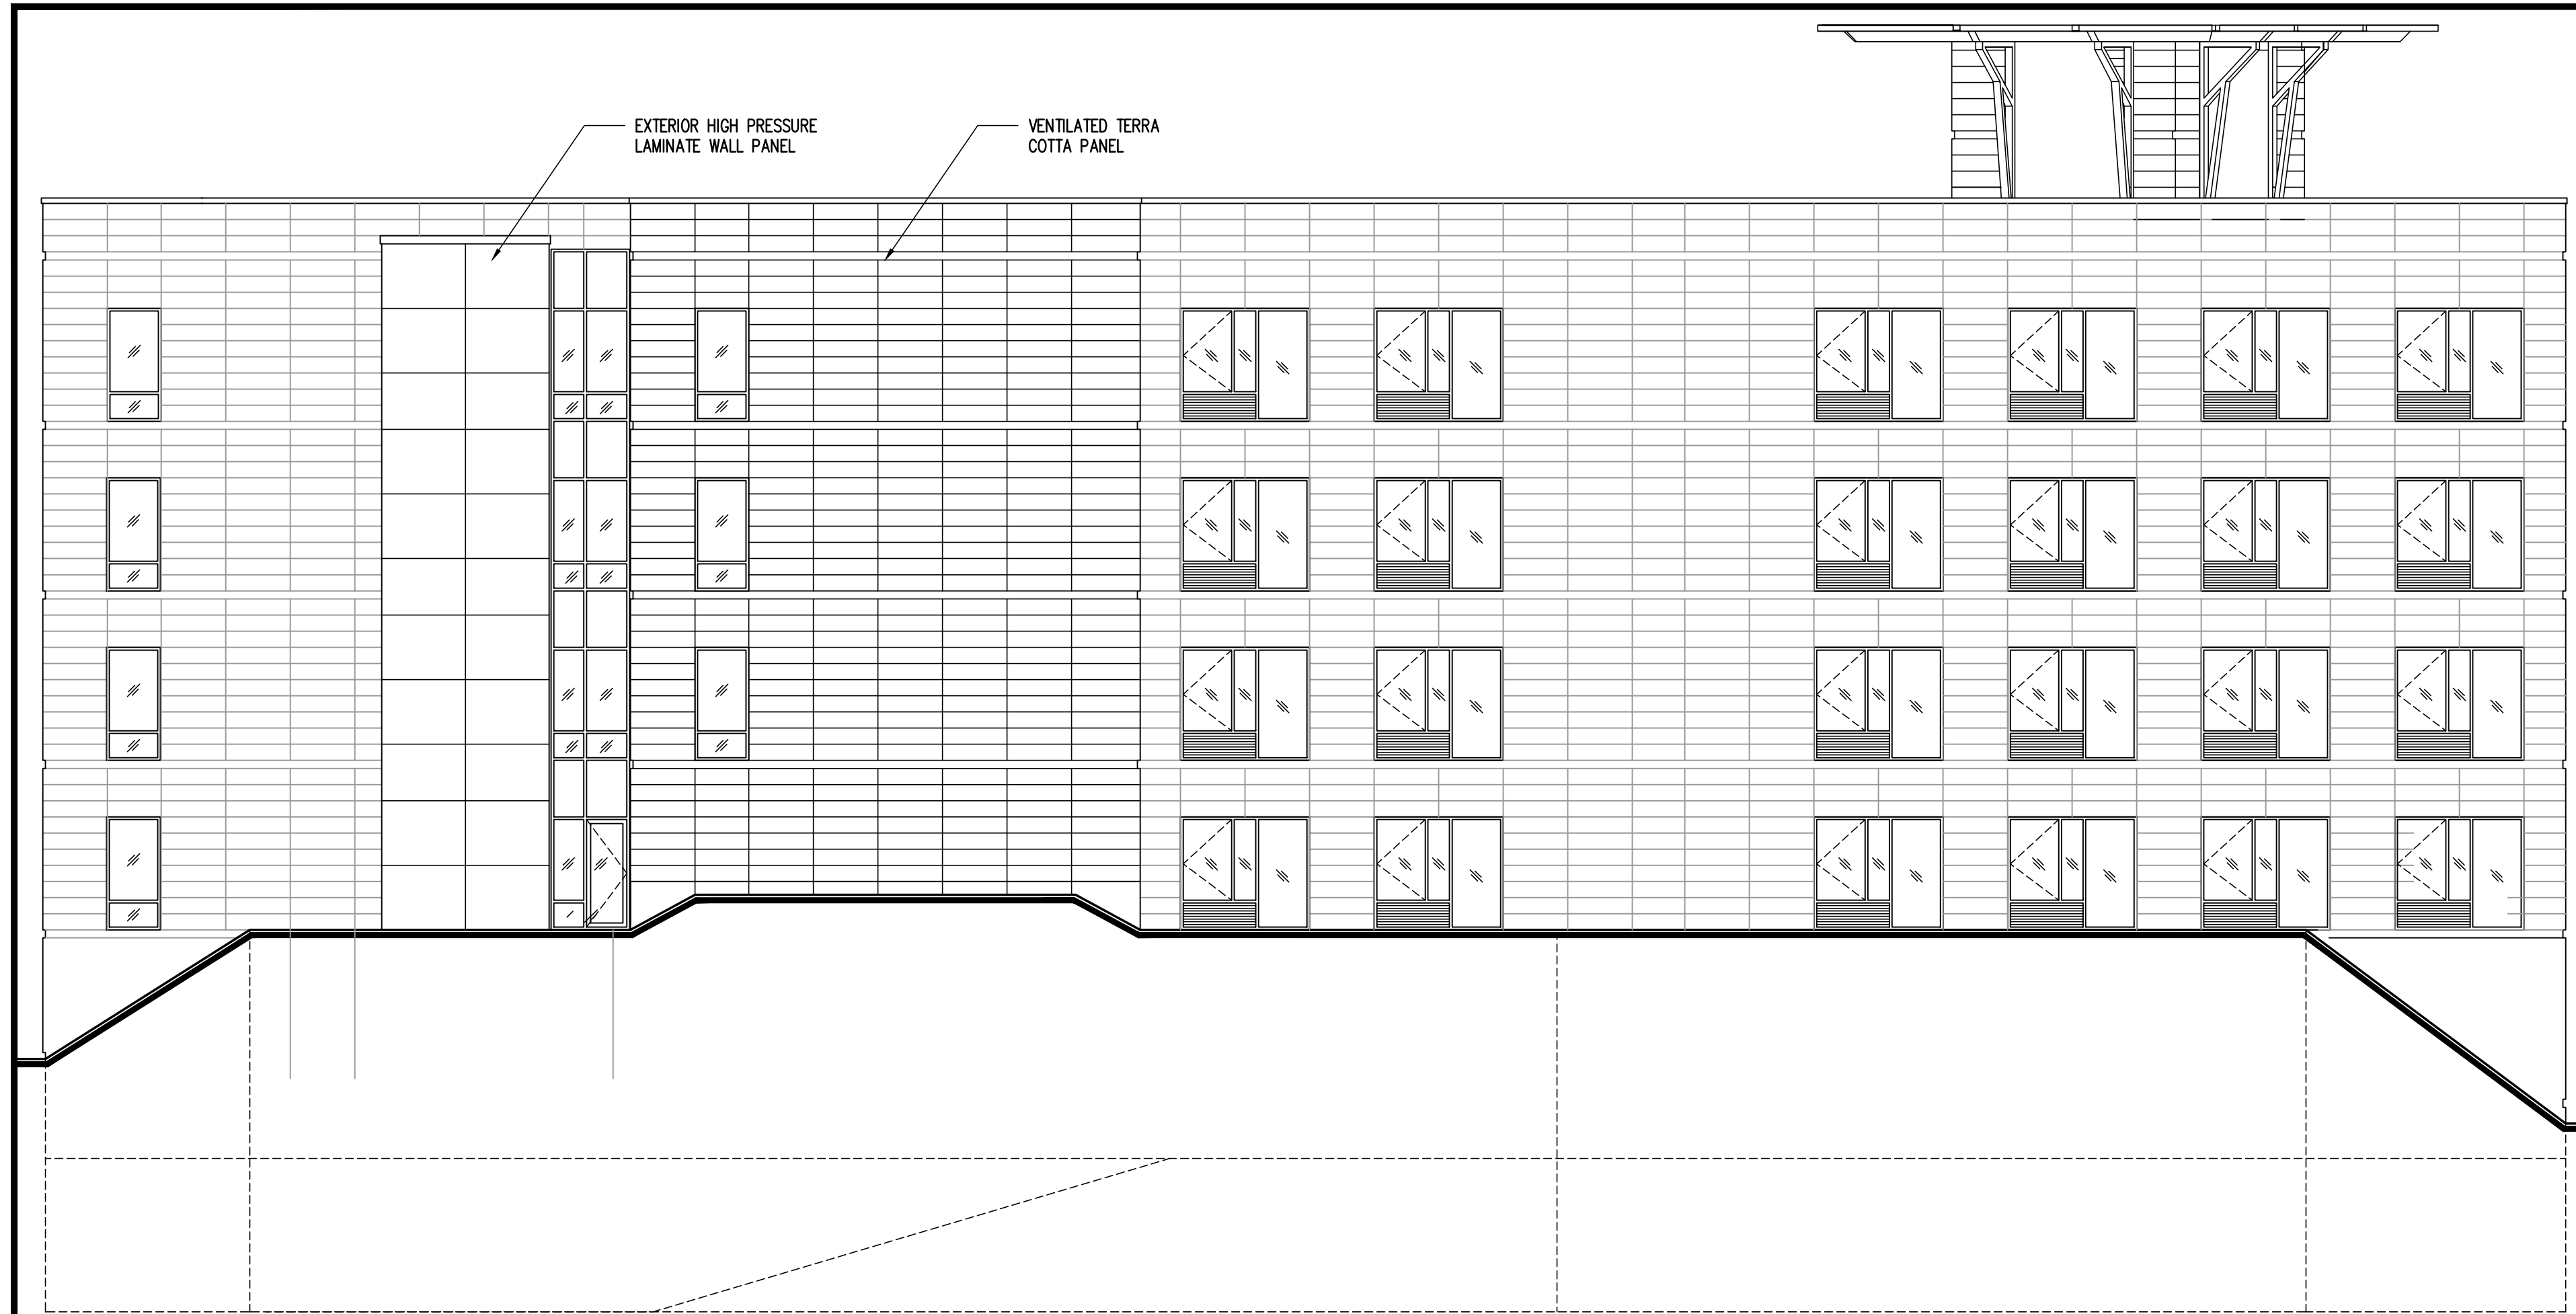 EXTERIOR HIGH PRESSURE
LAMINATE WALL PANEL
VENTILATED TERRA
COTTA PANEL